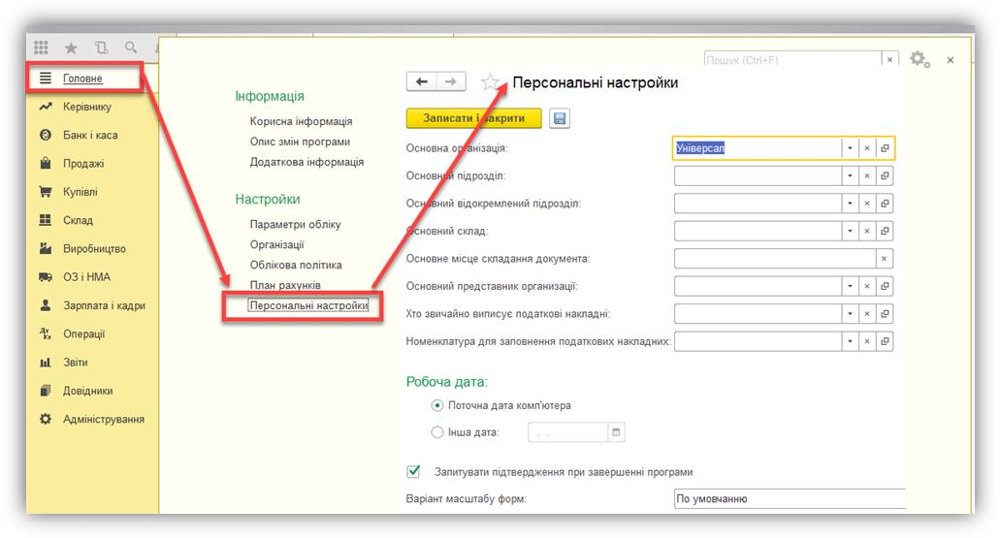 Пошук (Ctrl+F)
Головне
Керівнику
Банк і каса
Продажі
Купівлі
Склад
Виробництво
ОЗ і НМА
Зарплата і кадри
Операції
Звіти
Довідники
Адміністрування
Інформація
Корисна інформація
Опис змін програми
Додаткова інформація
Настройки
Параметри обліку
Організації
Облікова політика
План рахунків
Персональні настройки
Персональні настройки
Записати і закрити
Основна організація: Універсал
Основний підрозділ:
Основний відокремлений підрозділ:
Основний склад:
Основне місце складання документа:
Основний представник організації:
Хто звичайно виписує податкові накладні:
Номенклатура для заповнення податкових накладних:
Робоча дата:
Поточна дата комп'ютера
Інша дата: . .
Запитувати підтвердження при завершенні програми
Варіант масштабу форм: По умовчанню